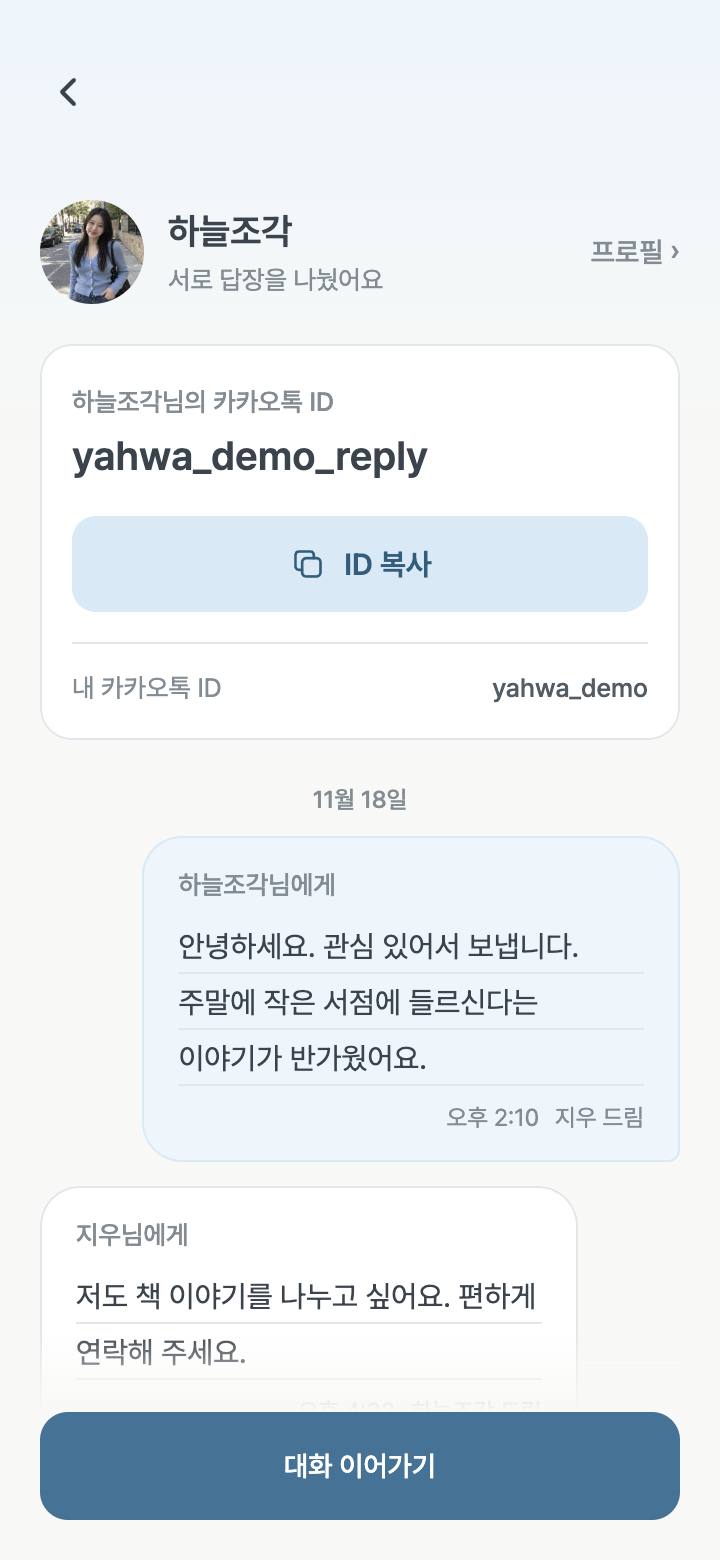 하늘조각
서로 답장을 나눴어요
프로필 ›
하늘조각님의 카카오톡 ID
yahwa_demo_reply
ID 복사
내 카카오톡 ID
yahwa_demo
11월 18일
하늘조각님에게
안녕하세요. 관심 있어서 보냅니다.
주말에 작은 서점에 들르신다는
이야기가 반가웠어요.
오후 2:10 지우 드림
지우님에게
저도 책 이야기를 나누고 싶어요. 편하게
연락해 주세요.
대화 이어가기